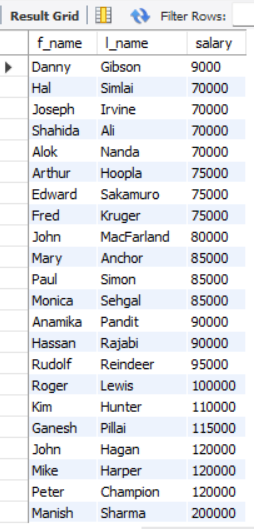 Result Grid Filter Rows:
f_name l_name salary
Danny Gibson 9000
Hal Simlai 70000
Joseph Irvine 70000
Shahida Ali 70000
Alok Nanda 70000
Arthur Hoopla 75000
Edward Sakamuro 75000
Fred Kruger 75000
John MacFarland 80000
Mary Anchor 85000
Paul Simon 85000
Monica Sehgal 85000
Anamika Pandit 90000
Hassan Rajabi 90000
Rudolf Reindeer 95000
Roger Lewis 100000
Kim Hunter 110000
Ganesh Pillai 115000
John Hagan 120000
Mike Harper 120000
Peter Champion 120000
Manish Sharma 200000